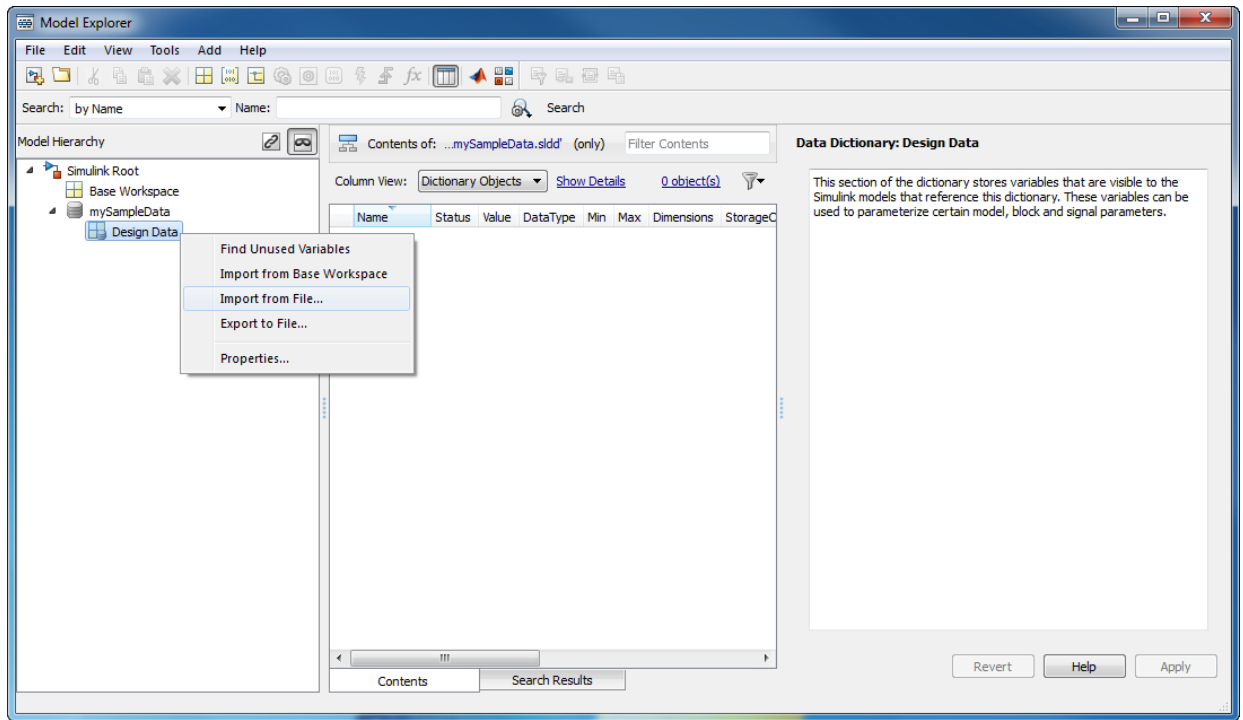 Model Explorer
File Edit View Tools Add Help
Search: by Name Name: Search
Model Hierarchy
Simulink Root
Base Workspace
mySampleData
Design Data
Find Unused Variables
Import from Base Workspace
Import from File...
Export to File...
Properties...
Contents of: ...mySampleData.sldd' (only) Filter Contents
Column View: Dictionary Objects Show Details 0 object(s)
Name Status Value DataType Min Max Dimensions StorageC
Contents Search Results
Data Dictionary: Design Data
This section of the dictionary stores variables that are visible to the
Simulink models that reference this dictionary. These variables can be
used to parameterize certain model, block and signal parameters.
Revert Help Apply